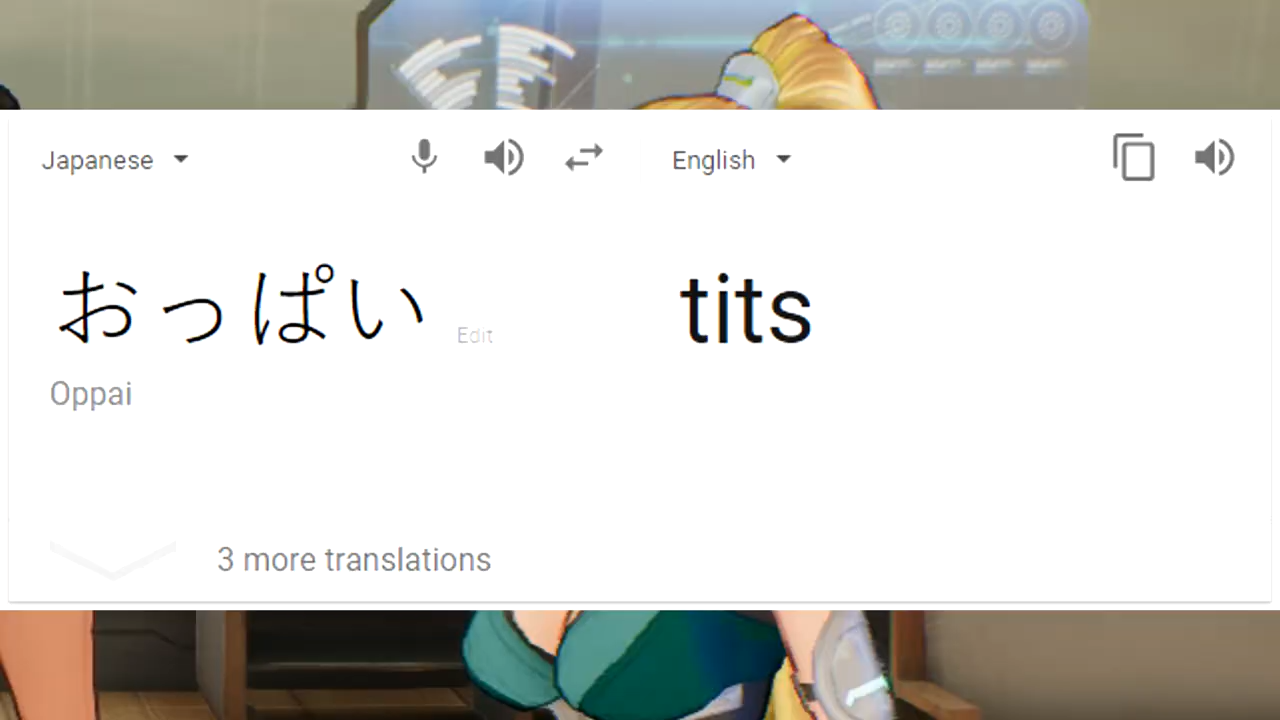 Japanese
English
おっぱい
Edit
tits
Oppai
3 more translations